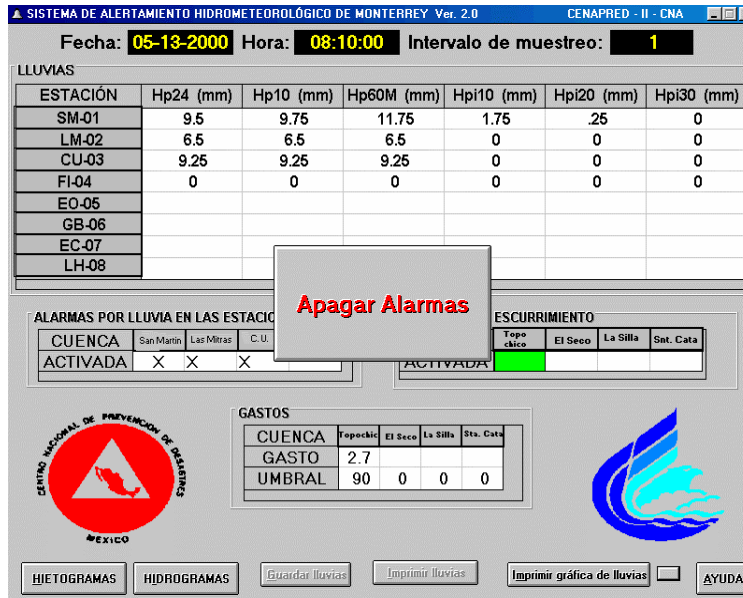 SISTEMA DE ALERTAMIENTO HIDROMETEOROLÓGICO DE MONTERREY Ver. 2.0 CENAPRED - II - CNA
Fecha: 05-13-2000 Hora: 08:10:00 Intervalo de muestreo: 1
LLUVIAS
ESTACIÓN Hp24 (mm) Hp10 (mm) Hp60M (mm) Hpi10 (mm) Hpi20 (mm) Hpi30 (mm)
SM-01 9.5 9.75 11.75 1.75 .25 0
LM-02 6.5 6.5 6.5 0 0 0
CU-03 9.25 9.25 9.25 0 0 0
FI-04 0 0 0 0 0 0
EO-05
GB-06
EC-07
LH-08
Apagar Alarmas
ALARMAS POR LLUVIA EN LAS ESTACIO
CUENCA San Martin Las Mitras C.U.
ACTIVADA X X X
ESCURRIMIENTO
Topo chico El Seco La Silla Snt. Cata
ACTIVADA
GASTOS
CUENCA Topochic El Seco La Silla Sta. Cata
GASTO 2.7
UMBRAL 90 0 0 0
CENTRO NACIONAL DE PREVENCION DE DESASTRES
MEXICO
HIETOGRAMAS HIDROGRAMAS Guardar lluvias Imprimir lluvias Imprimir gráfica de lluvias AYUDA